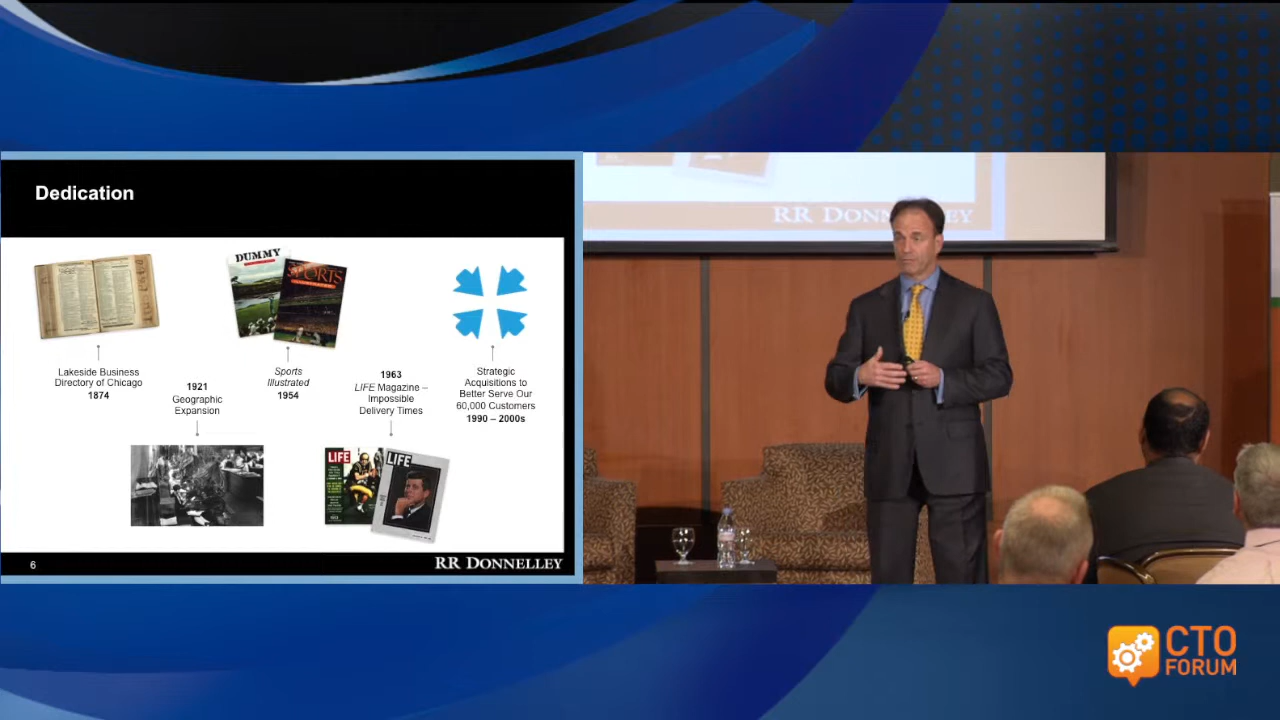 Dedication
Lakeside Business
Directory of Chicago
1874
1921
Geographic
Expansion
DUMMY
SPORTS
ILLUSTRATED
Sports
Illustrated
1954
1963
LIFE Magazine –
Impossible
Delivery Times
LIFE
LIFE
Strategic
Acquisitions to
Better Serve Our
60,000 Customers
1990 – 2000s
6
RR DONNELLEY
RR DONNELLEY
CTO
FORUM